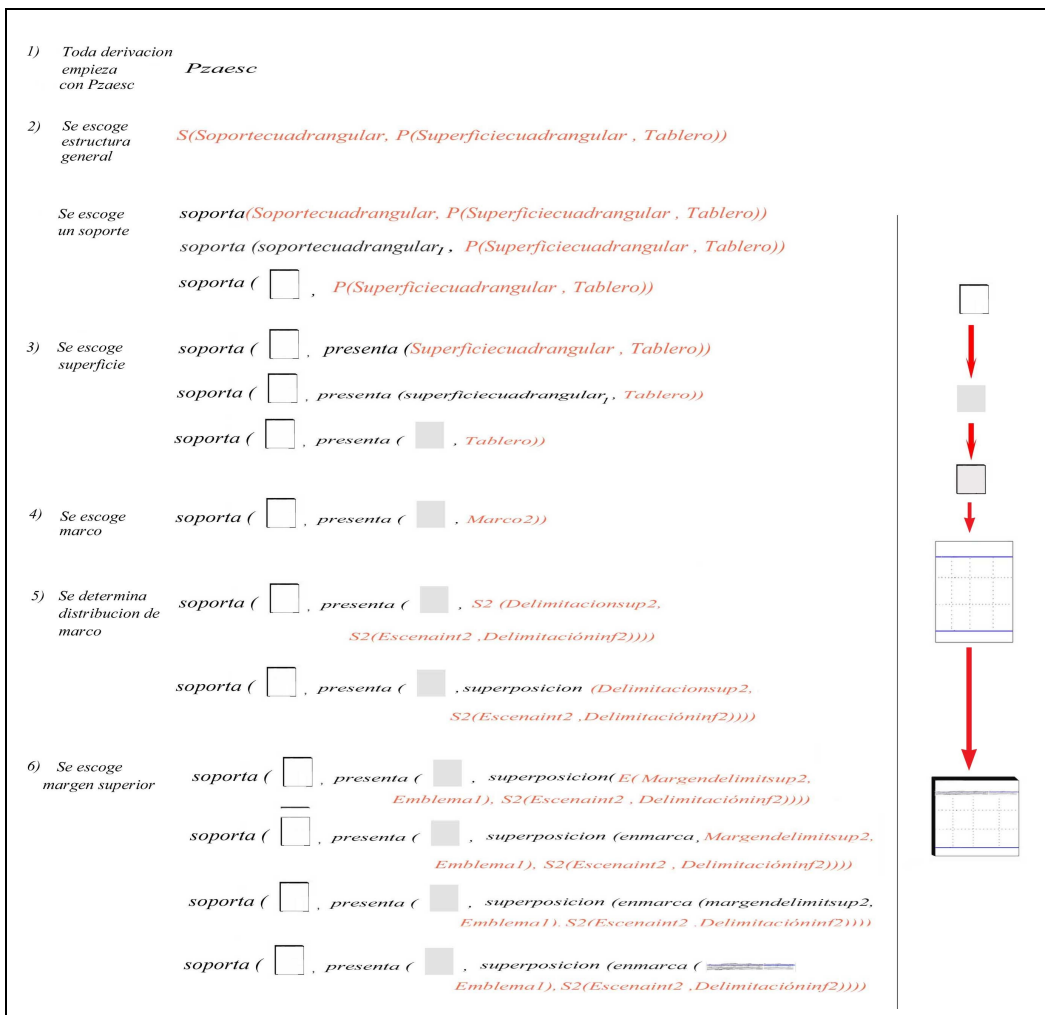 1) Toda derivacion
empieza
con Pzaesc
Pzaesc
2) Se escoge
estructura
general
S(Soportecuadrangular, P(Superficiecuadrangular , Tablero))
Se escoge
un soporte
soporta(Soportecuadrangular, P(Superficiecuadrangular , Tablero))
soporta (soportecuadrangular1 , P(Superficiecuadrangular , Tablero))
soporta ( , P(Superficiecuadrangular , Tablero))
3) Se escoge
superficie
soporta ( , presenta (Superficiecuadrangular , Tablero))
soporta ( , presenta (superficiecuadrangular1 , Tablero))
soporta ( , presenta ( , Tablero))
4) Se escoge
marco
soporta ( , presenta ( , Marco2))
5) Se determina
distribucion de
marco
soporta ( , presenta ( , S2 (Delimitacionsup2,
S2(Escenaint2 ,Delimitacióninf2))))
soporta ( , presenta ( ,superposicion (Delimitacionsup2,
S2(Escenaint2 ,Delimitacióninf2))))
6) Se escoge
margen superior
soporta ( , presenta ( , superposicion( E( Margendelimitsup2,
Emblema1), S2(Escenaint2 , Delimitacióninf2))))
soporta ( , presenta ( , superposicion (enmarca, Margendelimitsup2,
Emblema1), S2(Escenaint2 , Delimitacióninf2))))
soporta ( , presenta ( , superposicion (enmarca (margendelimitsup2,
Emblema1), S2(Escenaint2 ,Delimitacióninf2))))
soporta ( , presenta ( , superposicion (enmarca (
Emblema1), S2(Escenaint2 ,Delimitacióninf2))))